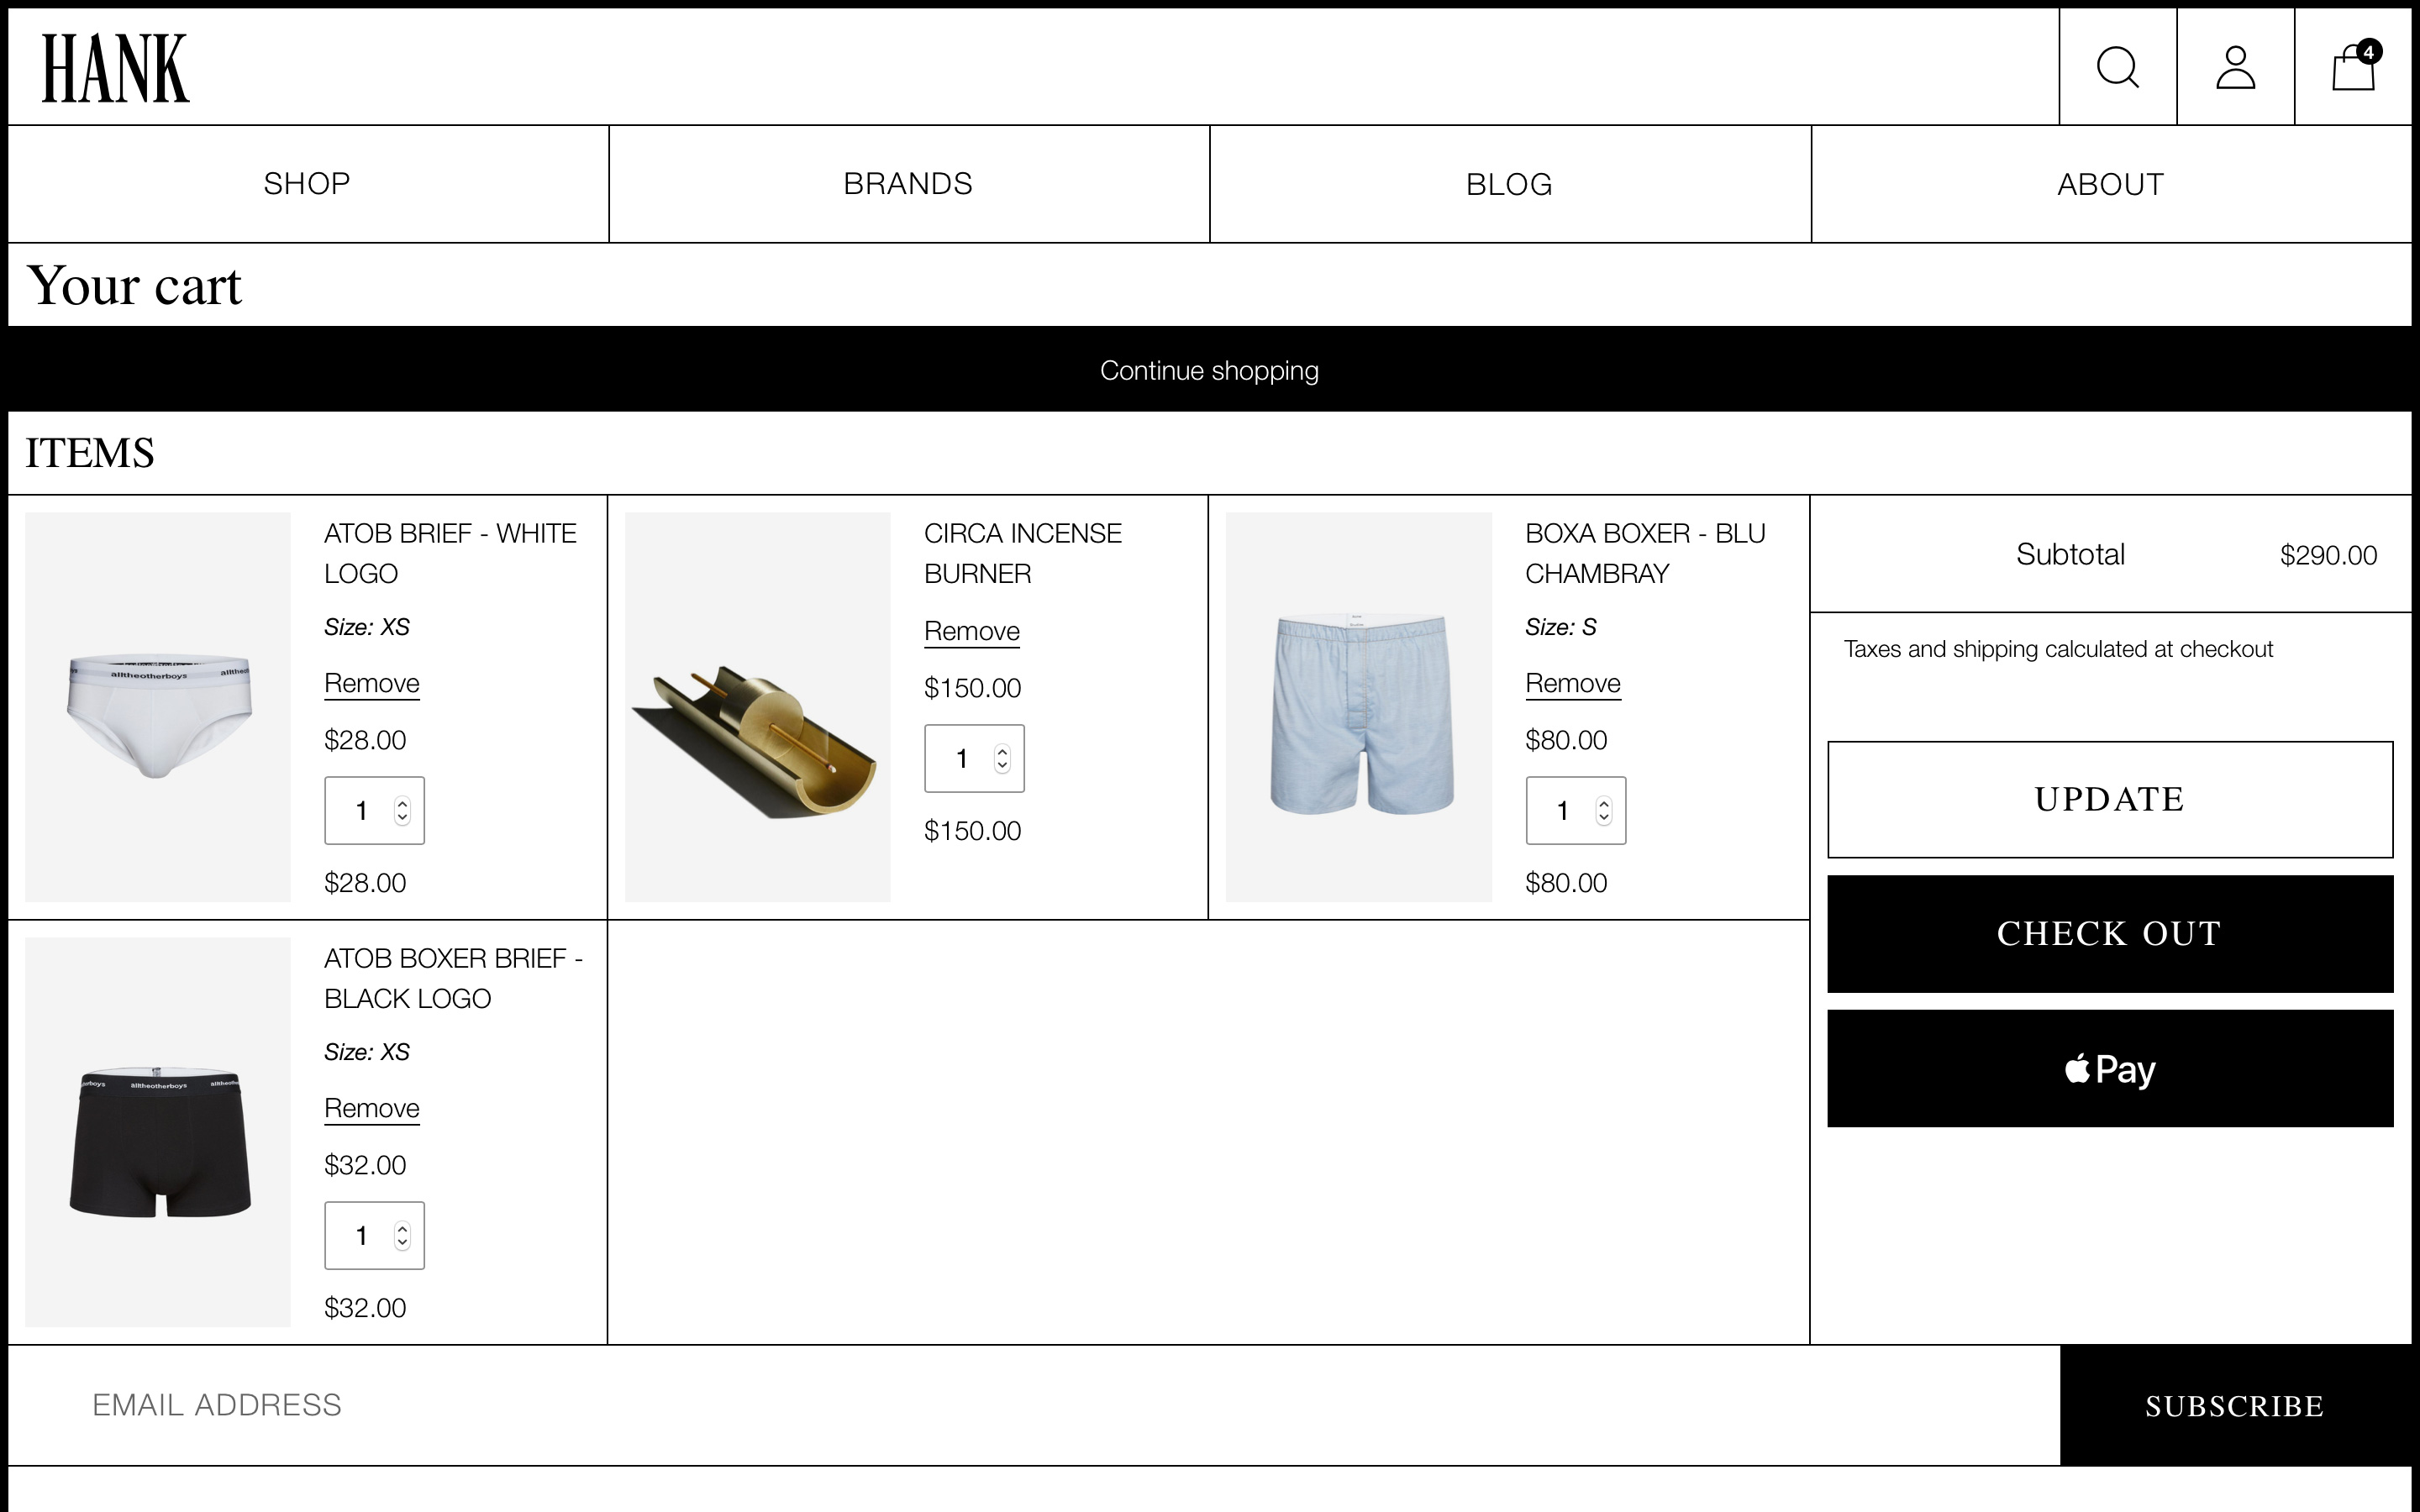 HANK
4
SHOP
BRANDS
BLOG
ABOUT
Your cart
Continue shopping
ITEMS
ATOB BRIEF - WHITE
LOGO
Size: XS
Remove
$28.00
1
$28.00
alltheotherboys
CIRCA INCENSE
BURNER
Remove
$150.00
1
$150.00
BOXA BOXER - BLU
CHAMBRAY
Size: S
Remove
$80.00
1
$80.00
ATOB BOXER BRIEF -
BLACK LOGO
Size: XS
Remove
$32.00
1
$32.00
alltheotherboys
Subtotal
$290.00
Taxes and shipping calculated at checkout
UPDATE
CHECK OUT
Pay
EMAIL ADDRESS
SUBSCRIBE